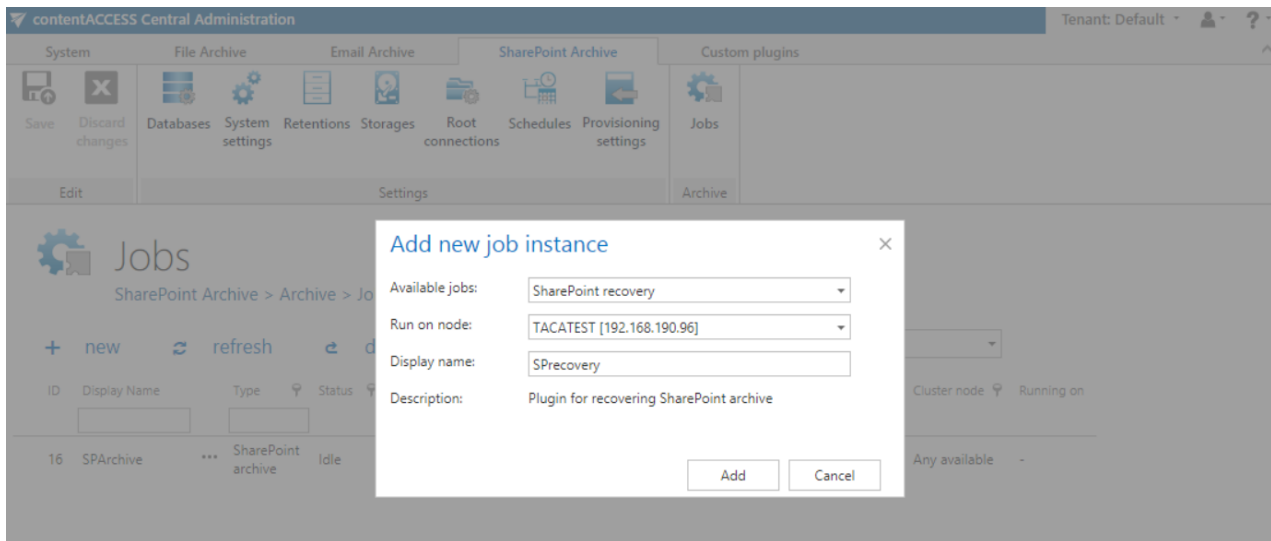 contentACCESS Central Administration
Tenant: Default
?
System
File Archive
Email Archive
SharePoint Archive
Custom plugins
Save
Discard changes
Databases
System settings
Retentions
Storages
Root connections
Schedules
Provisioning settings
Jobs
Edit
Settings
Archive
Jobs
SharePoint Archive > Archive > Jo
+ new
refresh
d
ID
Display Name
Type
Status
Cluster node
Running on
16
SPArchive
...
SharePoint archive
Idle
Any available
-
Add new job instance
Available jobs:
SharePoint recovery
Run on node:
TACATEST [192.168.190.96]
Display name:
SPrecovery
Description:
Plugin for recovering SharePoint archive
Add
Cancel